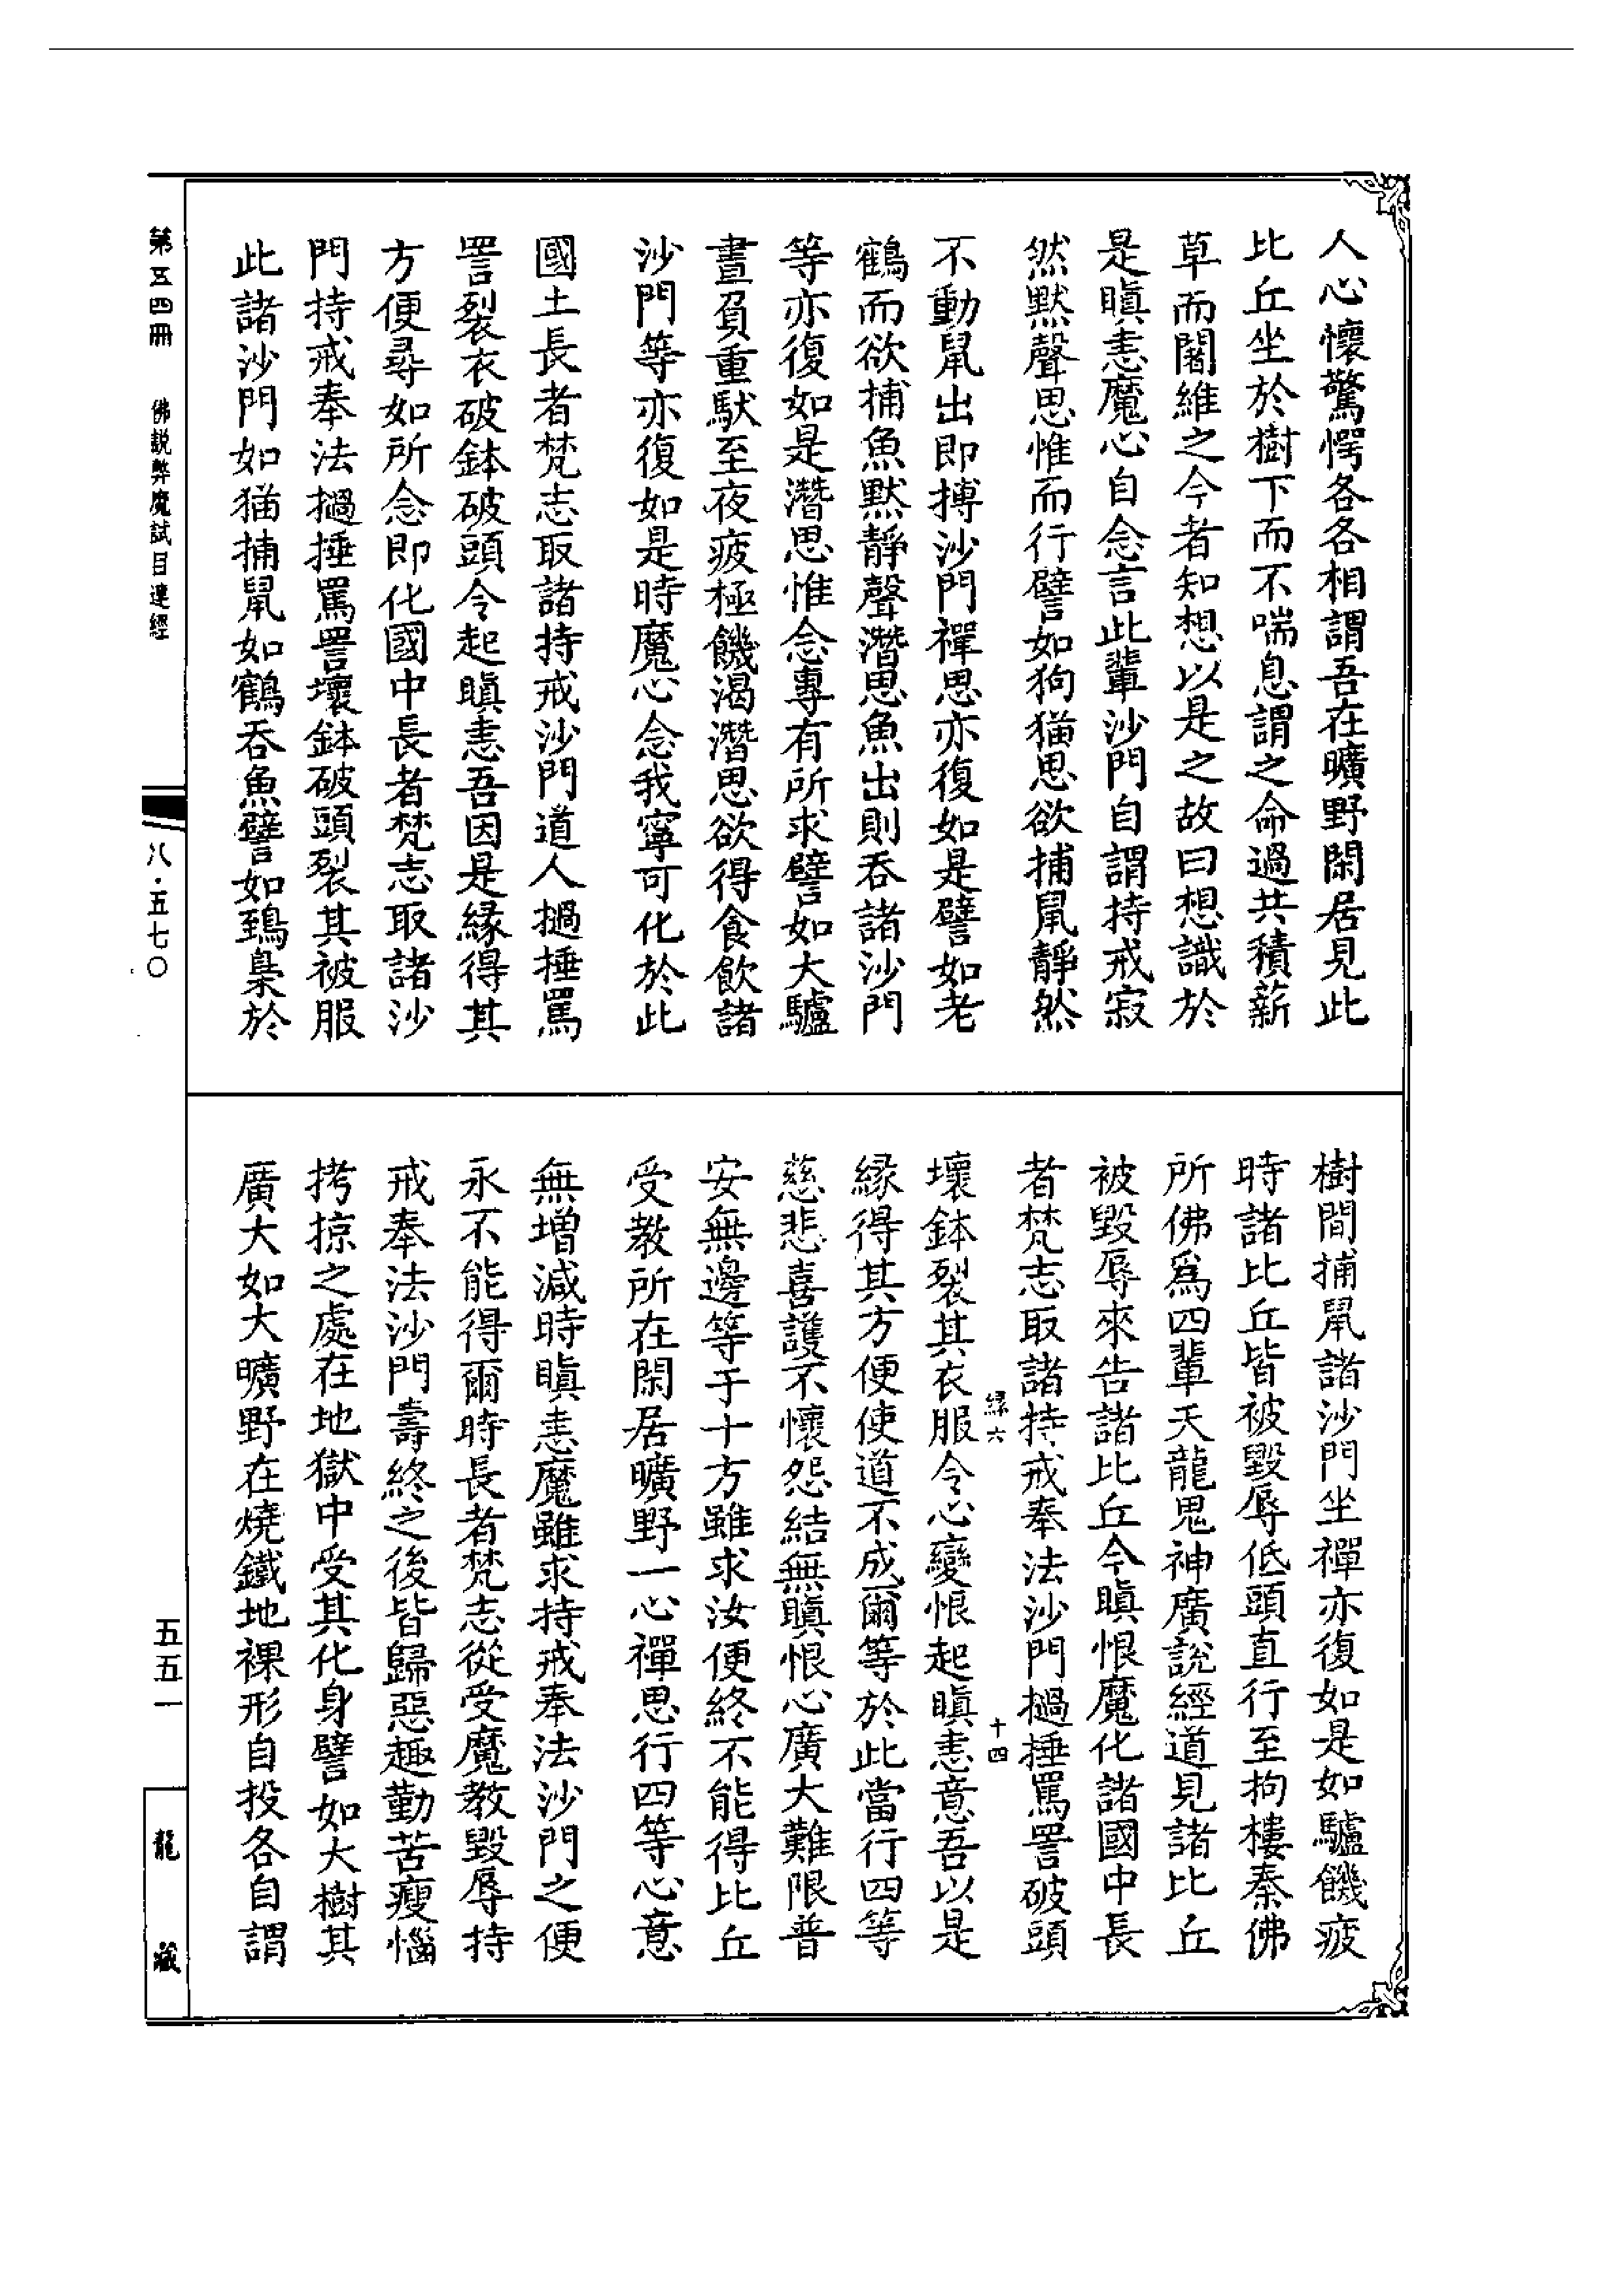 人心懷驚愕各各相謂吾在曠野閑居見此
比丘坐於樹下而不喘息謂之命過共積薪
草而闍維之今者知想以是之故曰想識於
是瞋恚魔心自念言此輩沙門自謂持戒寂
然默聲思惟而行譬如狗猫思欲捕鼠靜然
不動鼠出即搏沙門禪思亦復如是譬如老
鶴而欲捕魚默靜聲潛思魚出則吞諸沙門
等亦復如是潛思惟念專有所求譬如大驢
晝負重馱至夜疲極饑渴潛思欲得食飲諸
沙門等亦復如是時魔心念我寧可化於此
國土長者梵志取諸持戒沙門道人撾捶罵
詈裂衣破鉢破頭令起瞋恚吾因是緣得其
方便尋如所念即化國中長者梵志取諸沙
門持戒奉法撾捶罵詈壞鉢破頭裂其被服
此諸沙門如猫捕鼠如鶴吞魚譬如鵄梟於
樹間捕鼠諸沙門坐禪亦復如是如驢饑疲
時諸比丘皆被毀辱低頭直行至拘樓秦佛
所佛爲四輩天龍鬼神廣說經道見諸比丘
被毀辱來告諸比丘今瞋恨魔化諸國中長
者梵志取諸持戒奉法沙門撾捶罵詈破頭
緣六 十四
壞鉢裂其衣服令心變恨起瞋恚意吾以是
緣得其方便使道不成爾等於此當行四等
慈悲喜護不懷怨結無瞋恨心廣大難限普
安無邊等于十方雖求汝便終不能得比丘
受教所在閑居曠野一心禪思行四等心意
無增減時瞋恚魔雖求持戒奉法沙門之便
永不能得爾時長者梵志從受魔教毀辱持
戒奉法沙門壽終之後皆歸惡趣勤苦瘦惱
拷掠之處在地獄中受其化身譬如大樹其
廣大如大曠野在燒鐵地裸形自投各自謂
第五四冊 佛説弊魔試目連經
八·五七〇
五五一
龍藏